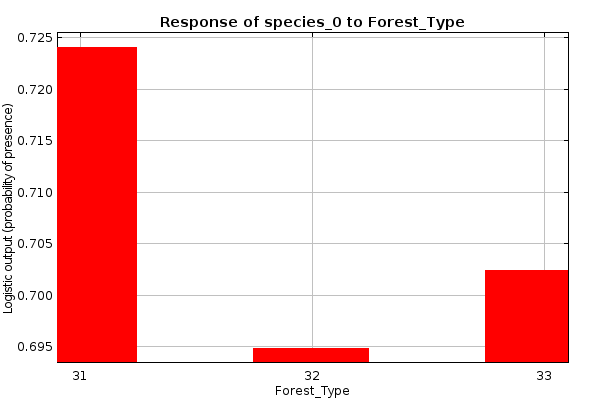 Response of species_0 to Forest_Type
Logistic output (probability of presence)
0.725
0.720
0.715
0.710
0.705
0.700
0.695
31 32 33
Forest_Type